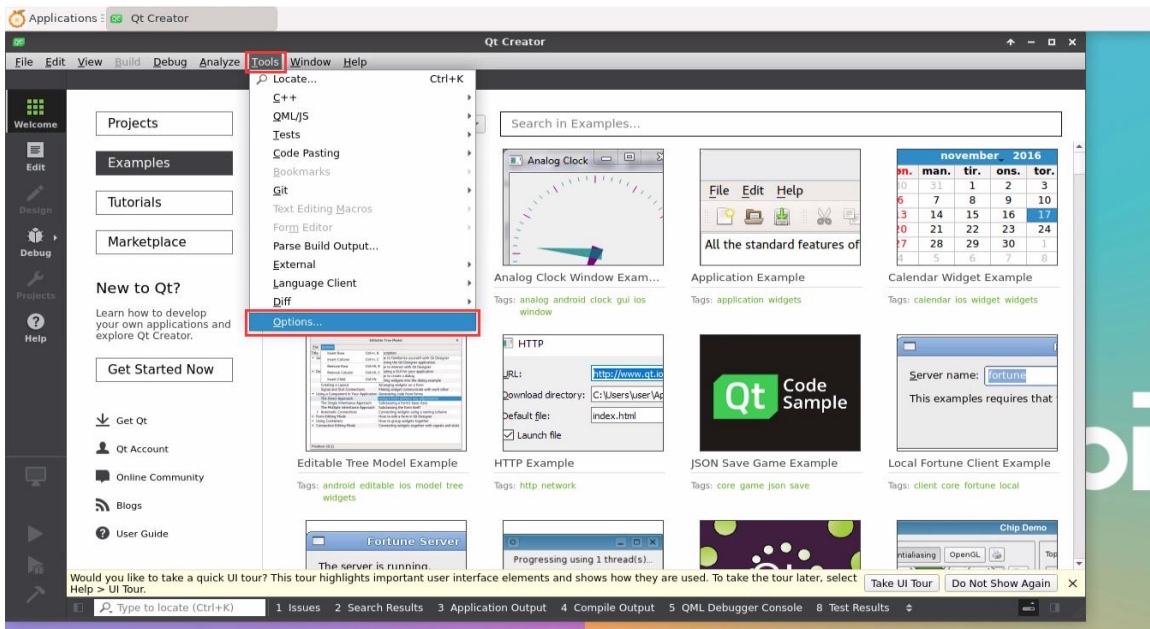 Applications
Qt Creator
Qt Creator
File Edit View Build Debug Analyze Tools Window Help
Locate... Ctrl+K
C++
QML/JS
Tests
Code Pasting
Bookmarks
Git
Text Editing Macros
Form Editor
Parse Build Output...
External
Language Client
Diff
Options...
Welcome
Edit
Design
Debug
Projects
Help
Projects
Examples
Tutorials
Marketplace
New to Qt?
Learn how to develop
your own applications and
explore Qt Creator.
Get Started Now
Get Qt
Qt Account
Online Community
Blogs
User Guide
Search in Examples...
Analog Clock
Analog Clock Window Exam...
Tags: analog android clock gui ios
window
File Edit Help
All the standard features of
Application Example
Tags: application widgets
november 2016
man. tir. ons. tor.
31 1 2 3
7 8 9 10
14 15 16 17
21 22 23 24
28 29 30 1
5 6 7 8
Calendar Widget Example
Tags: calendar ios widget widgets
Editable Tree Model Example
Tags: android editable ios model tree
widgets
HTTP
URL: http://www.qt.io
Download directory: C:\Users\user\Ap
Default file: index.html
Launch file
HTTP Example
Tags: http network
Qt Code
Sample
JSON Save Game Example
Tags: core game json save
Server name: fortune
This examples requires that
Local Fortune Client Example
Tags: client core fortune local
Fortune Server
The server is running.
Progressing using 1 thread(s)...
Chip Demo
OpenGL
Would you like to take a quick UI tour? This tour highlights important user interface elements and shows how they are used. To take the tour later, select
Help > UI Tour.
Take UI Tour
Do Not Show Again
Type to locate (Ctrl+K)
1 Issues 2 Search Results 3 Application Output 4 Compile Output 5 QML Debugger Console 8 Test Results